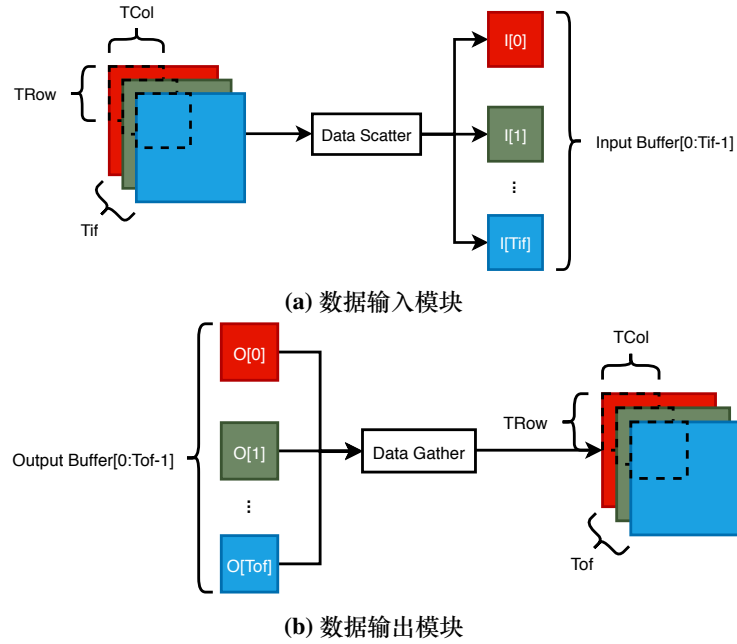 TCol
TRow
Tif
Data Scatter
I[0]
I[1]
...
I[Tif]
Input Buffer[0:Tif-1]
(a) 数据输入模块
Output Buffer[0:Tof-1]
O[0]
O[1]
...
O[Tof]
Data Gather
TCol
TRow
Tof
(b) 数据输出模块